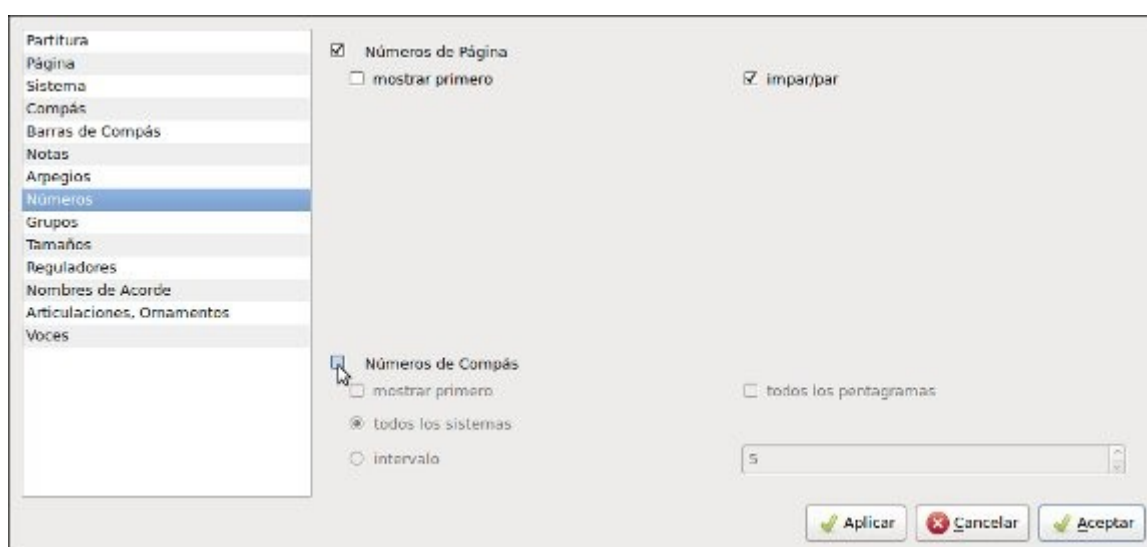 Partitura
Página
Sistema
Compás
Barras de Compás
Notas
Arpegios
Números
Grupos
Tamaños
Reguladores
Nombres de Acorde
Articulaciones, Ornamentos
Voces
Números de Página
mostrar primero
impar/par
Números de Compás
mostrar primero
todos los pentagramas
todos los sistemas
intervalo
5
Aplicar
Cancelar
Aceptar